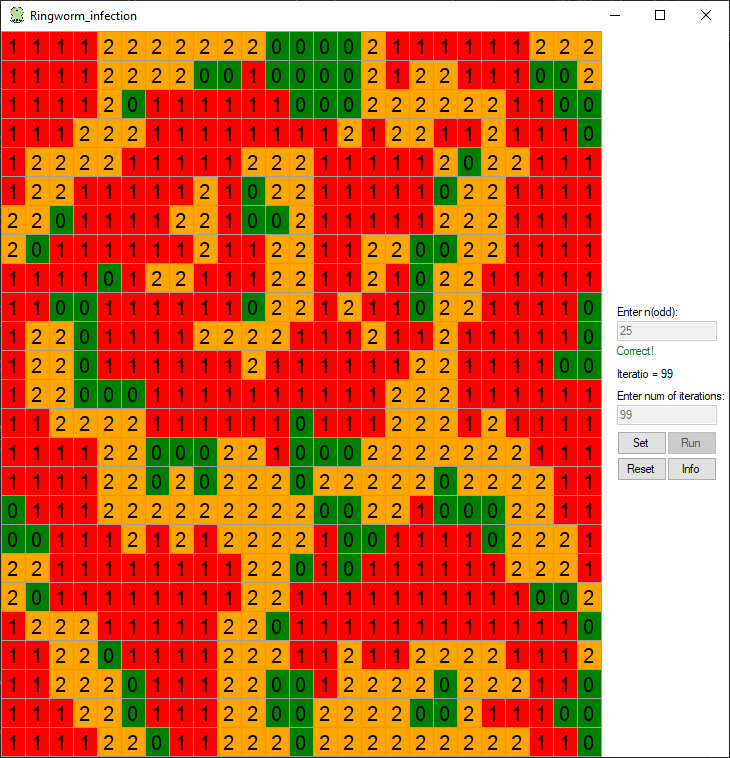 Ringworm_infection
1 1 1 1 2 2 2 2 2 2 2 0 0 0 0 2 1 1 1 1 1 1 2 2 2
1 1 1 1 2 2 2 2 0 0 1 0 0 0 0 2 1 2 2 1 1 1 0 0 2
1 1 1 1 2 0 1 1 1 1 1 1 0 0 0 2 2 2 2 2 2 1 1 0 0
1 1 1 2 2 2 1 1 1 1 1 1 1 1 2 1 2 2 1 1 2 1 1 1 0
1 2 2 2 2 1 1 1 1 1 2 2 2 1 1 1 1 1 2 0 2 2 1 1 1
1 2 2 1 1 1 1 1 2 1 0 2 2 1 1 1 1 1 0 2 2 1 1 1 1
2 2 0 1 1 1 1 2 2 1 0 0 2 1 1 1 1 1 2 2 2 1 1 1 1
2 0 1 1 1 1 1 1 2 1 1 2 2 1 1 2 2 0 0 2 2 1 1 1 1
1 1 1 1 0 1 2 2 1 1 1 2 2 1 1 2 1 0 2 2 1 1 1 1 1
1 1 0 0 1 1 1 1 1 1 0 2 2 1 2 1 1 0 2 2 1 1 1 1 0
1 2 2 0 1 1 1 1 2 2 2 2 1 1 1 2 1 1 2 1 1 1 1 1 0
1 2 2 0 1 1 1 1 1 1 2 1 1 1 1 1 1 2 2 1 1 1 1 0 0
1 2 2 0 0 0 1 1 1 1 1 1 1 1 1 1 2 2 2 1 1 1 1 1 1
1 1 2 2 2 2 1 1 1 1 1 1 0 1 1 1 2 2 2 1 2 1 1 1 1
1 1 1 1 2 2 0 0 0 2 2 1 0 0 0 2 2 2 2 2 2 2 1 1 1
1 1 1 1 2 2 0 2 0 2 2 2 0 2 2 2 2 2 0 2 2 2 2 1 1
0 1 1 1 2 2 2 2 2 2 2 2 2 0 0 2 2 1 0 0 0 2 2 1 1
0 0 1 1 1 2 1 2 1 2 2 2 2 1 0 0 1 1 1 1 0 2 2 2 1
2 2 1 1 1 1 1 1 1 1 2 2 0 1 0 1 1 1 1 1 1 2 2 2 1
2 0 1 1 1 1 1 1 1 1 2 2 1 1 1 1 1 1 1 1 1 1 0 0 2
1 2 2 2 1 1 1 1 1 2 2 0 1 1 1 1 1 1 1 1 1 1 1 1 0
1 1 2 2 0 1 1 1 1 2 2 2 1 1 2 1 1 2 2 2 2 1 1 1 2
1 1 2 2 2 0 1 1 1 2 2 0 0 1 2 2 2 2 0 2 2 2 1 1 0
1 1 1 2 2 0 1 1 1 2 2 0 0 2 2 2 2 0 0 2 1 1 1 0 0
1 1 1 1 2 2 0 1 1 2 2 2 0 2 2 2 2 2 2 2 2 2 1 1 0
Enter n(odd):
25
Correct!
Iteratio = 99
Enter num of iterations:
99
Set Run
Reset Info